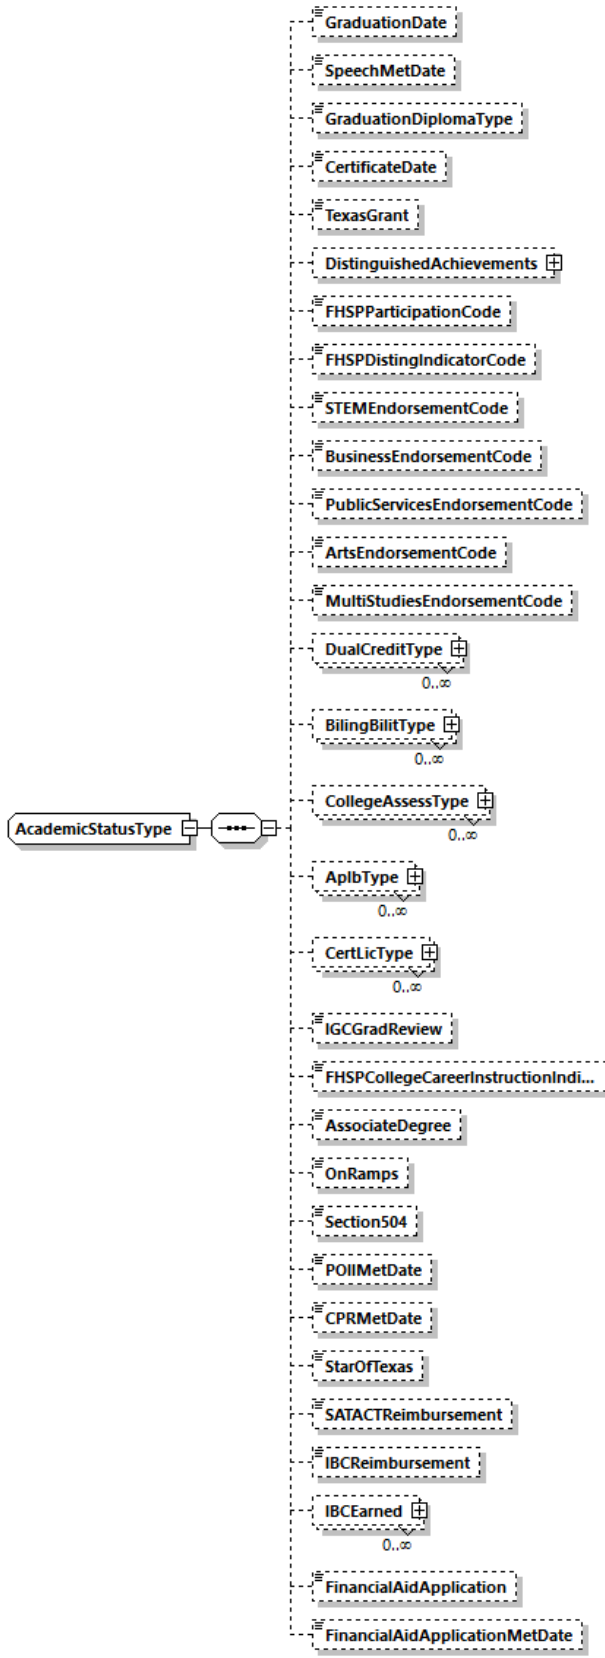 GraduationDate
SpeechMetDate
GraduationDiplomaType
CertificateDate
TexasGrant
DistinguishedAchievements
FHSPParticipationCode
FHSPDistingIndicatorCode
STEMEndorsementCode
BusinessEndorsementCode
PublicServicesEndorsementCode
ArtsEndorsementCode
MultiStudiesEndorsementCode
DualCreditType
0..∞
BilingBilitType
0..∞
CollegeAssessType
0..∞
AcademicStatusType
ApIbType
0..∞
CertLicType
0..∞
IGCGradReview
FHSPCollegeCareerInstructionIndi...
AssociateDegree
OnRamps
Section504
POIIMetDate
CPRMetDate
StarOfTexas
SATACTReimbursement
IBCReimbursement
IBCEarned
0..∞
FinancialAidApplication
FinancialAidApplicationMetDate